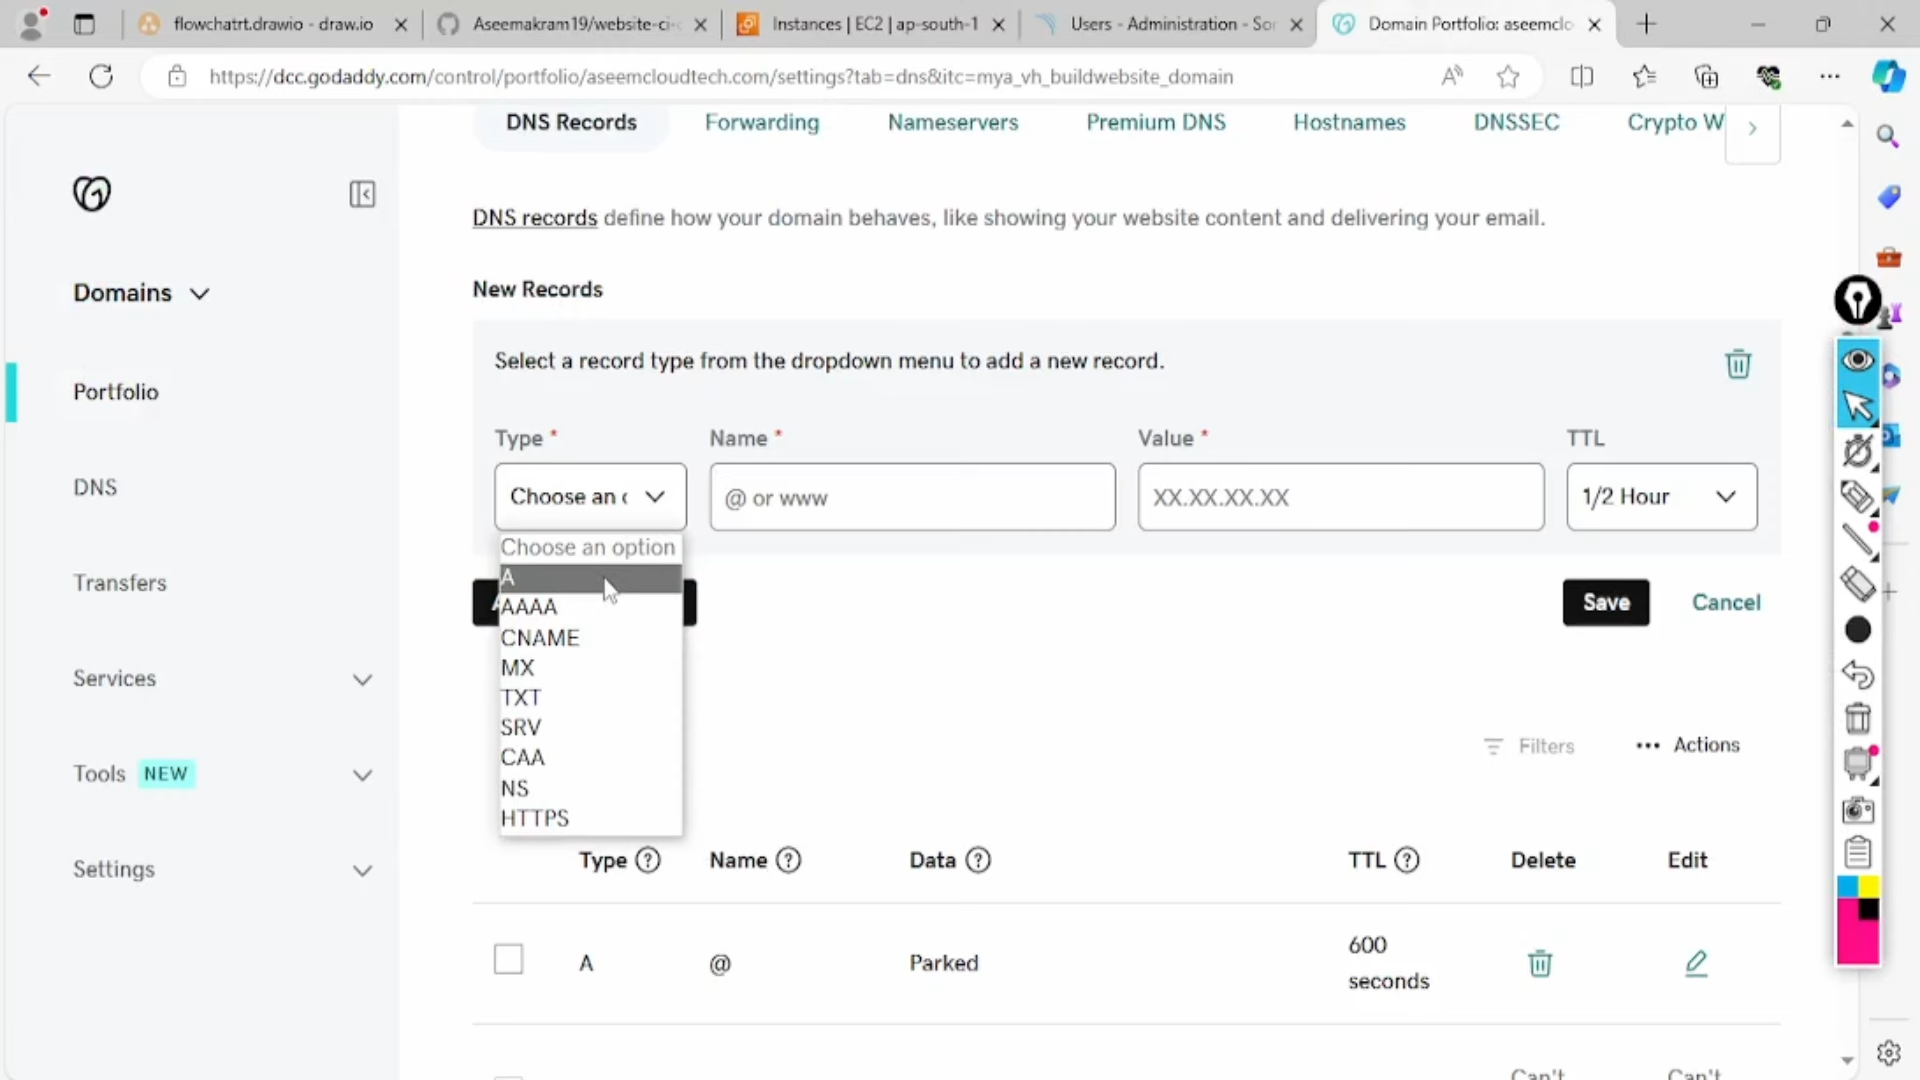 flowchatrt.drawio - draw.io
Aseemakram19/website-ci-c
Instances | EC2 | ap-south-1
Users - Administration - Son
Domain Portfolio: aseemclo
https://dcc.godaddy.com/control/portfolio/aseemcloudtech.com/settings?tab=dns&itc=mya_vh_buildwebsite_domain
DNS Records
Forwarding
Nameservers
Premium DNS
Hostnames
DNSSEC
Crypto W
DNS records define how your domain behaves, like showing your website content and delivering your email.
Domains
Portfolio
DNS
Transfers
Services
Tools NEW
Settings
New Records
Select a record type from the dropdown menu to add a new record.
Type *
Name *
Value *
TTL
Choose an
@ or www
XX.XX.XX.XX
1/2 Hour
Choose an option
A
AAAA
CNAME
MX
TXT
SRV
CAA
NS
HTTPS
Save
Cancel
Filters
Actions
Type
Name
Data
TTL
Delete
Edit
A
@
Parked
600
seconds
Can't
Can't